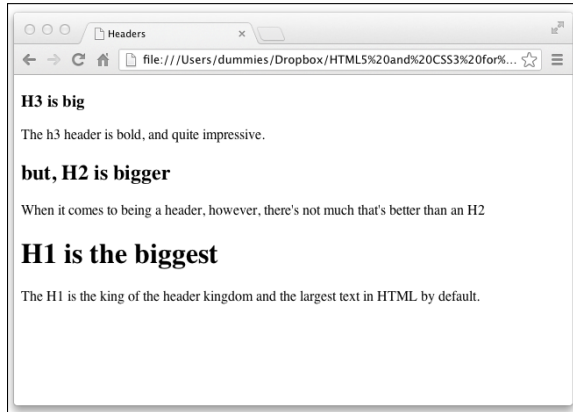 Headers
file:///Users/dummies/Dropbox/HTML5%20and%20CSS3%20for%...
H3 is big
The h3 header is bold, and quite impressive.
but, H2 is bigger
When it comes to being a header, however, there's not much that's better than an H2
H1 is the biggest
The H1 is the king of the header kingdom and the largest text in HTML by default.